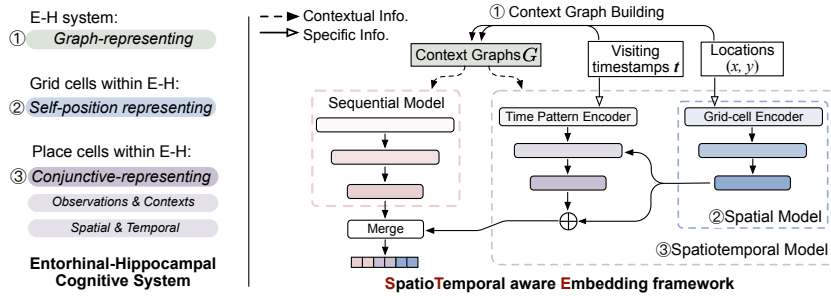 E-H system:
① Graph-representing
Grid cells within E-H:
② Self-position representing
Place cells within E-H:
③ Conjunctive-representing
Observations & Contexts
Spatial & Temporal
Entorhinal-Hippocampal
Cognitive System
Contextual Info.
Specific Info.
① Context Graph Building
Context Graphs G
Visiting
timestamps t
Locations
(x, y)
Sequential Model
Time Pattern Encoder
Grid-cell Encoder
②Spatial Model
Merge
③Spatiotemporal Model
SpatioTemporal aware Embedding framework